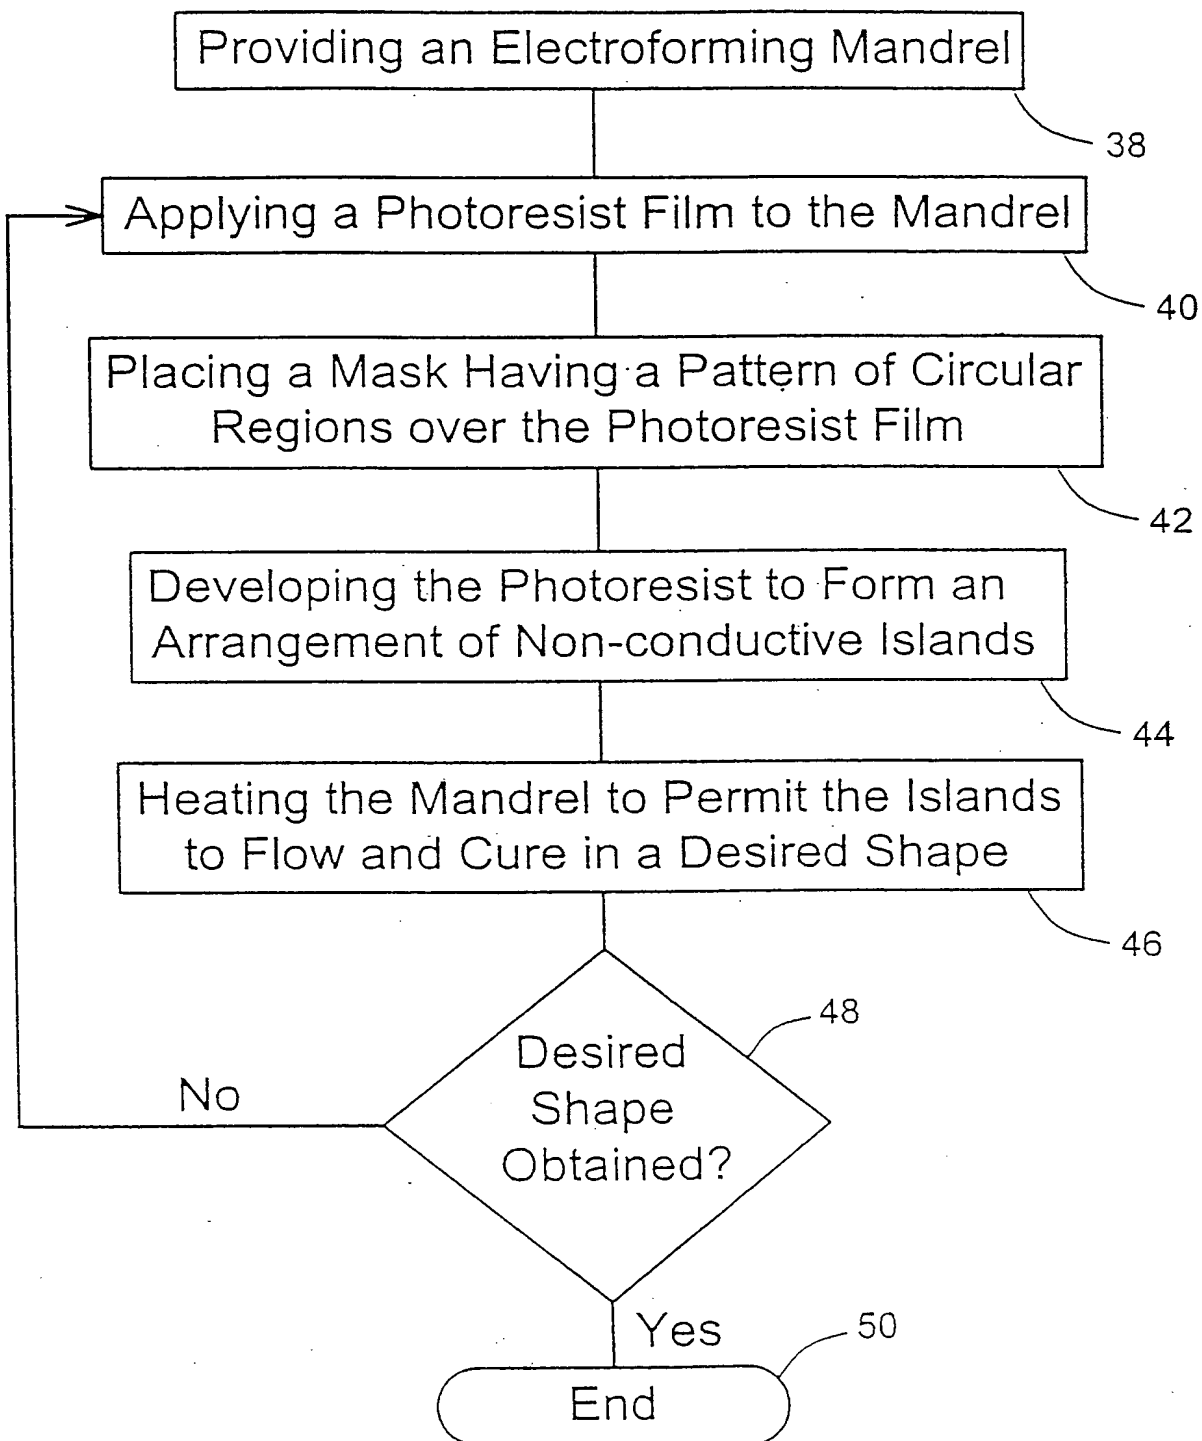 Providing an Electroforming Mandrel
38
Applying a Photoresist Film to the Mandrel
40
Placing a Mask Having a Pattern of Circular
Regions over the Photoresist Film
42
Developing the Photoresist to Form an
Arrangement of Non-conductive Islands
44
Heating the Mandrel to Permit the Islands
to Flow and Cure in a Desired Shape
46
48
Desired
Shape
Obtained?
No
Yes
50
End